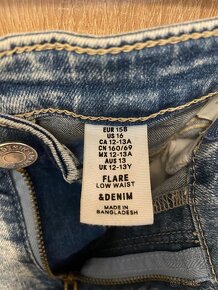 EUR 158
US 16
CA 12-13A
CN 160/69
MX 12-13A
AUS 13
UK 12-13Y
FLARE
LOW WAIST
&DENIM
MADE IN
BANGLADESH